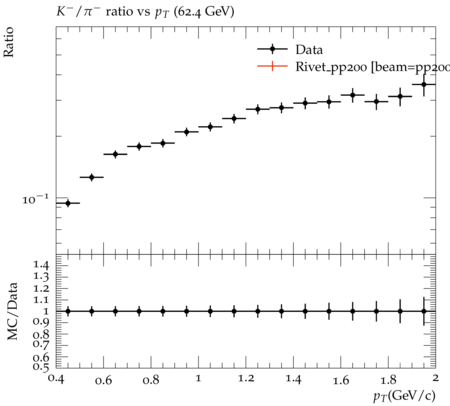 K⁻/π⁻ ratio vs p_T (62.4 GeV)
Ratio
Data
Rivet_pp200 [beam=pp200
10⁻¹
MC/Data
1.4
1.3
1.2
1.1
1
0.9
0.8
0.7
0.6
0.5
0.4 0.6 0.8 1 1.2 1.4 1.6 1.8 2
p_T(GeV/c)